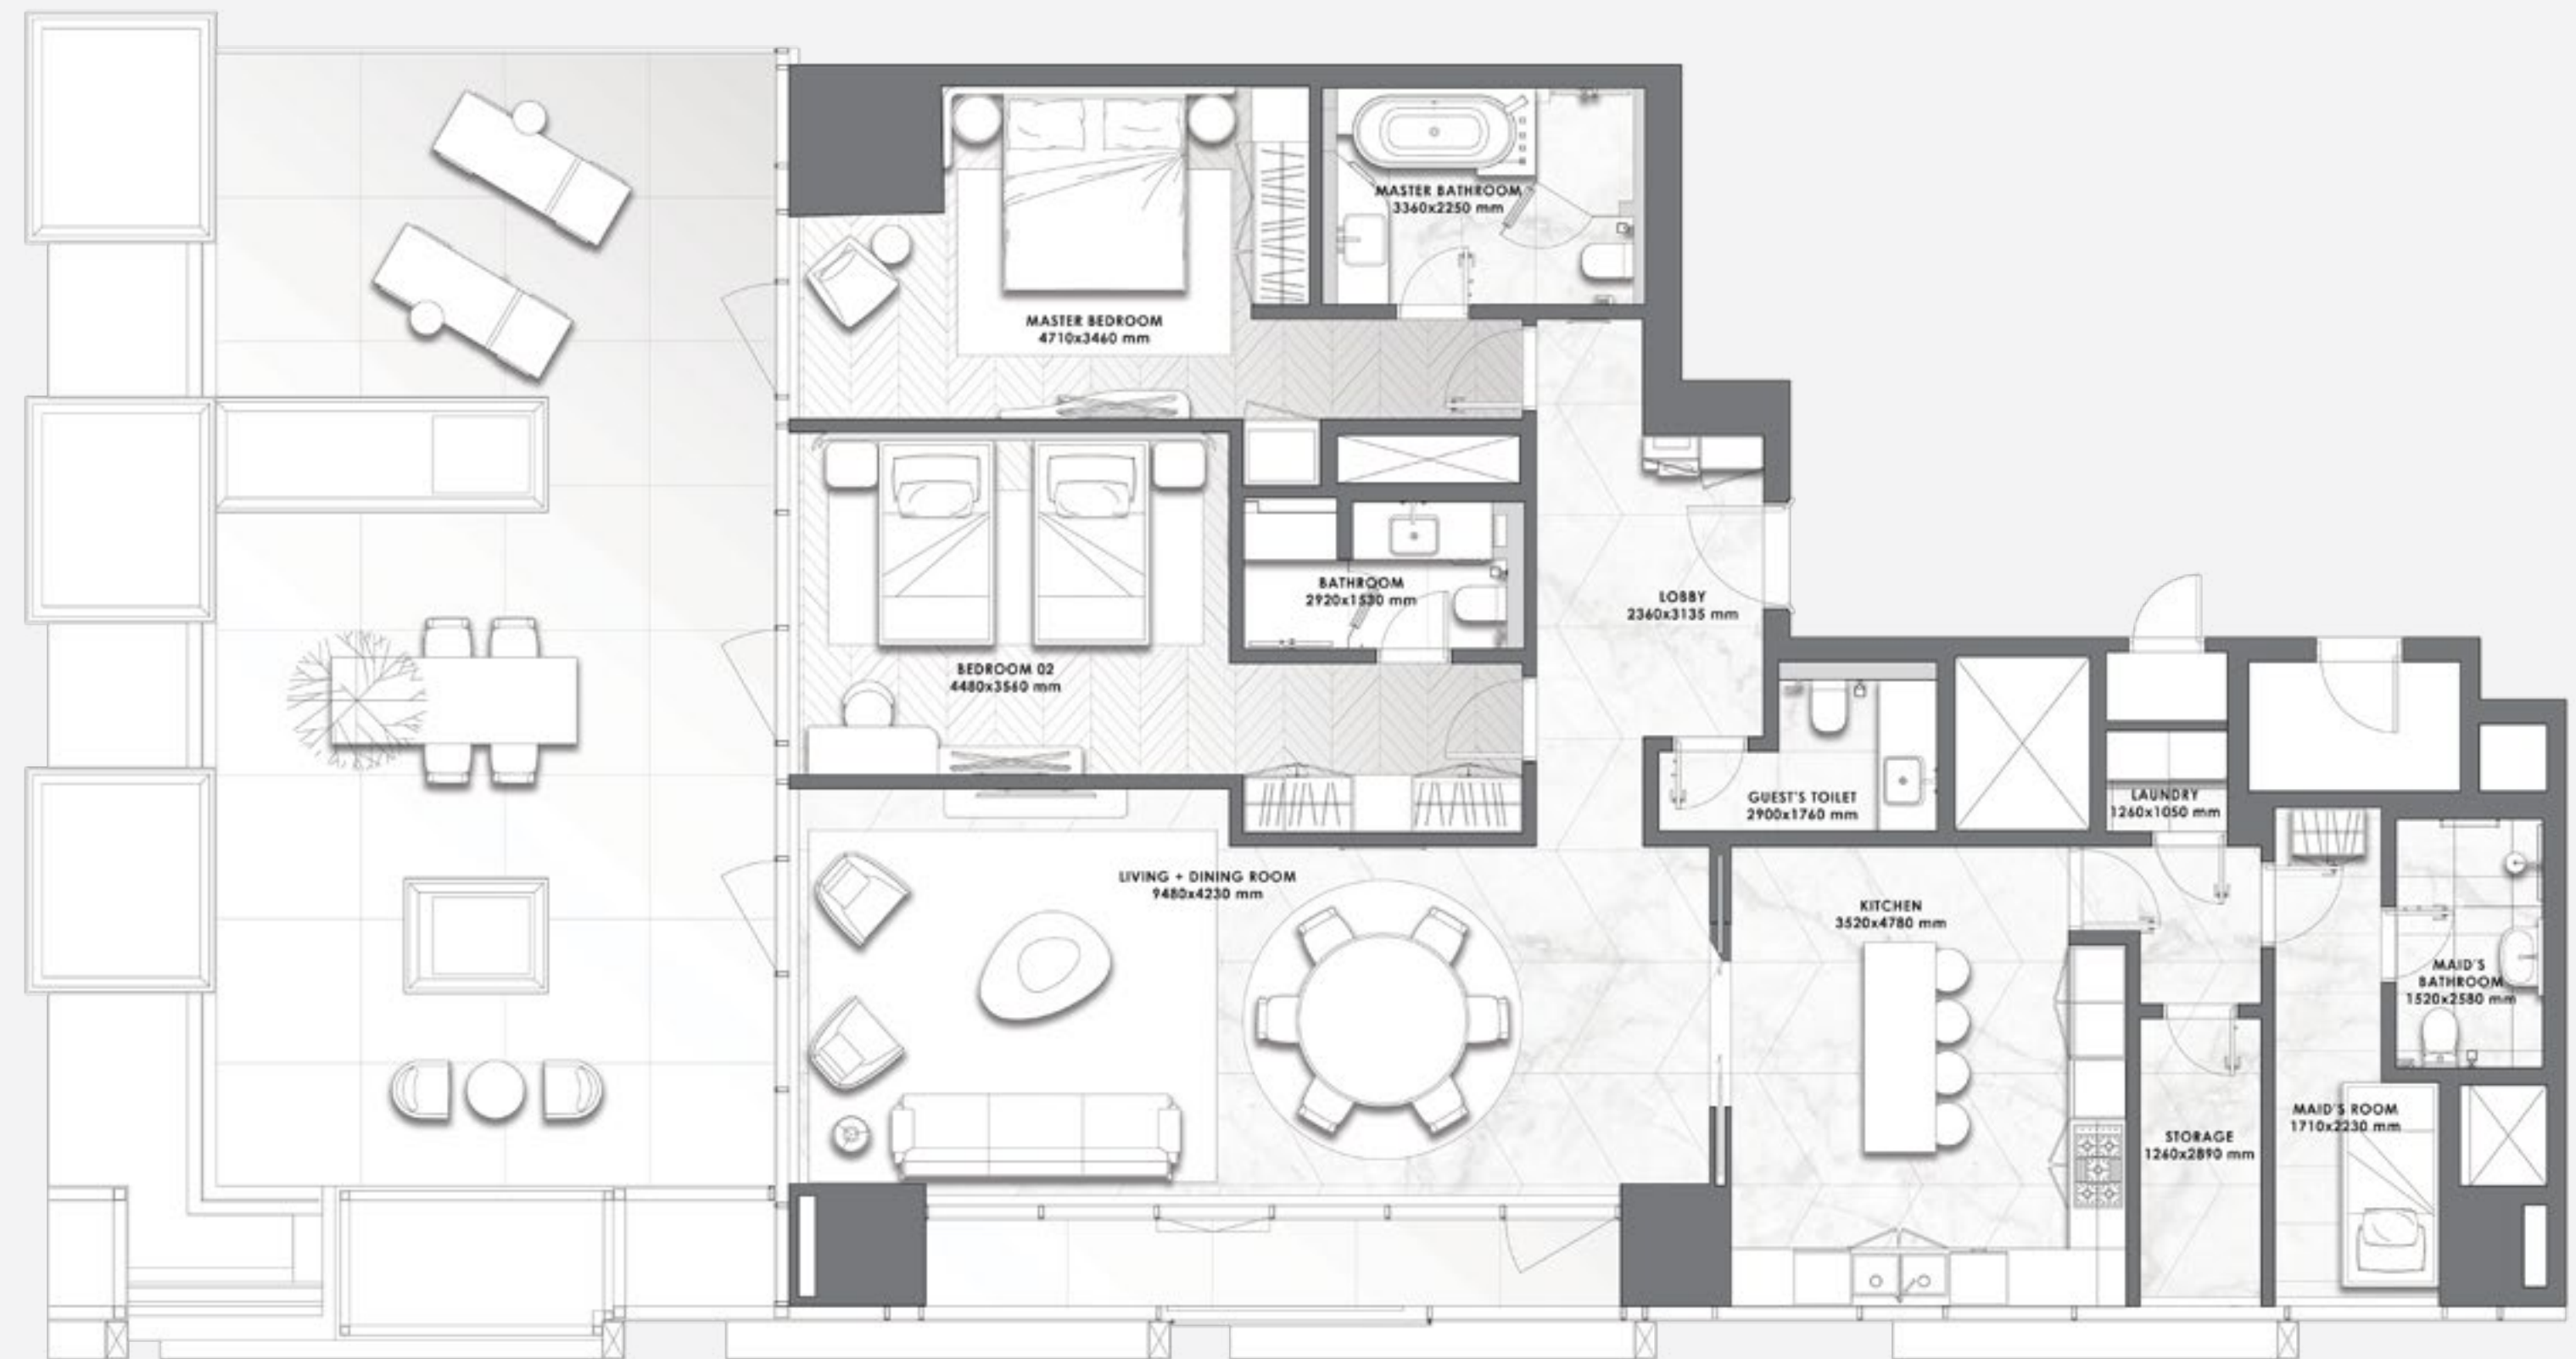 MASTER BATHROOM
3360x2250 mm
MASTER BEDROOM
4710x3460 mm
BATHROOM
2920x1530 mm
LOBBY
2360x3135 mm
BEDROOM 02
4480x3560 mm
GUEST'S TOILET
2900x1760 mm
LAUNDRY
1260x1050 mm
LIVING + DINING ROOM
9480x4230 mm
KITCHEN
3520x4780 mm
MAID'S
BATHROOM
1520x2580 mm
MAID'S ROOM
1710x2230 mm
STORAGE
1260x2890 mm